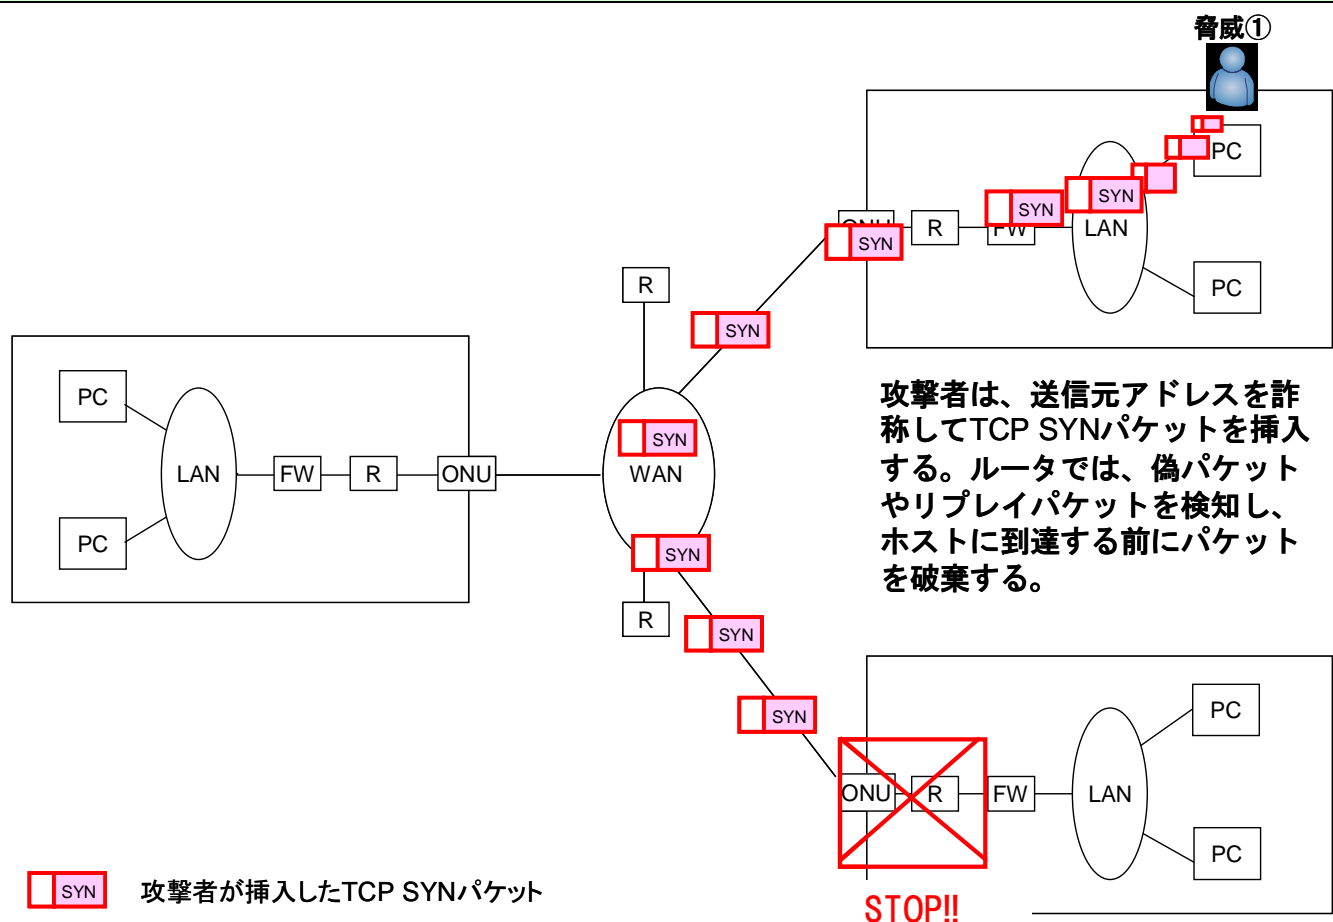 脅威①
PC
SYN
SYN
LAN
ONU
SYN
R
FW
PC
R
SYN
PC
SYN
WAN
LAN
FW
R
ONU
PC
SYN
R
SYN
SYN
攻撃者は、送信元アドレスを詐
称してTCP SYNパケットを挿入
する。ルータでは、偽パケット
やリプレイパケットを検知し、
ホストに到達する前にパケット
を破棄する。
PC
ONU
R
FW
LAN
PC
STOP!!
SYN 攻撃者が挿入したTCP SYNパケット